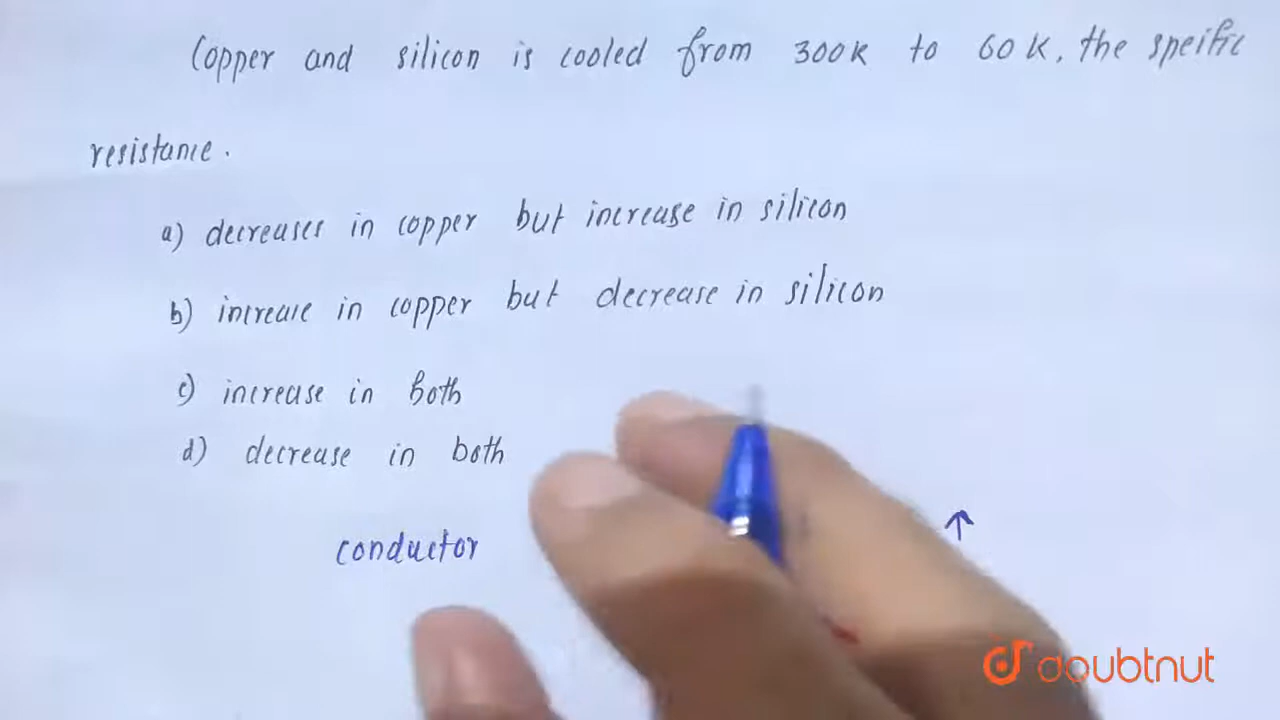 Copper and silicon is cooled from 300K to 60K, the speific
resistance.
a) decreases in copper but increase in silicon
b) increase in copper but decrease in silicon
c) increase in both
d) decrease in both
conductor ↑
doubtnut